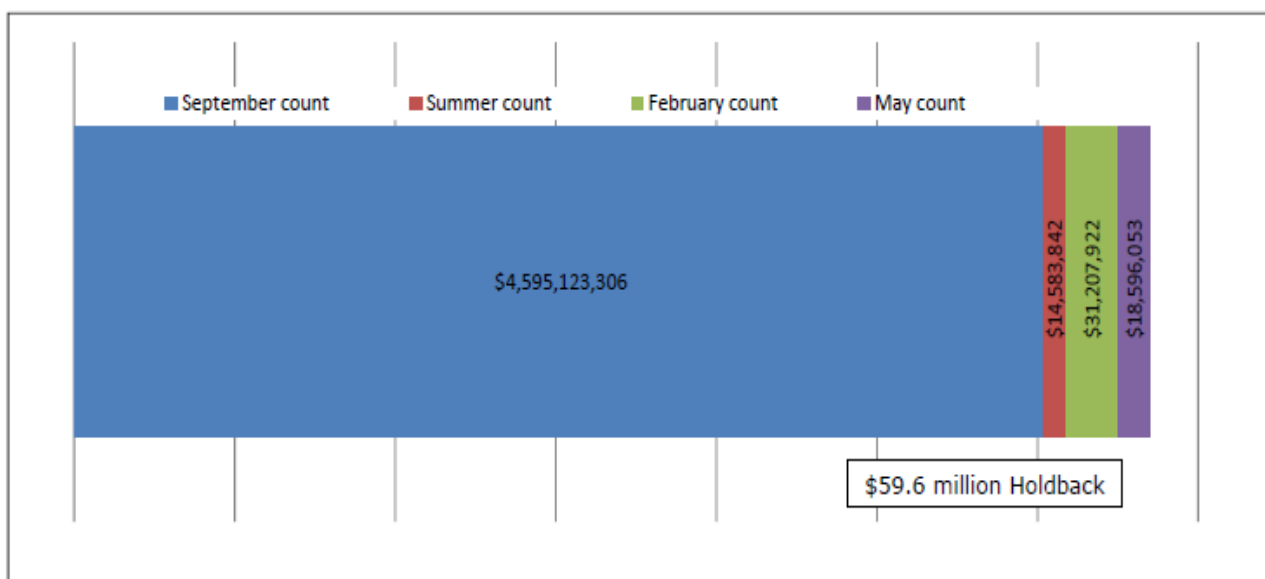 September count
Summer count
February count
May count
$4,595,123,306
$14,583,842
$31,207,922
$18,596,053
$59.6 million Holdback